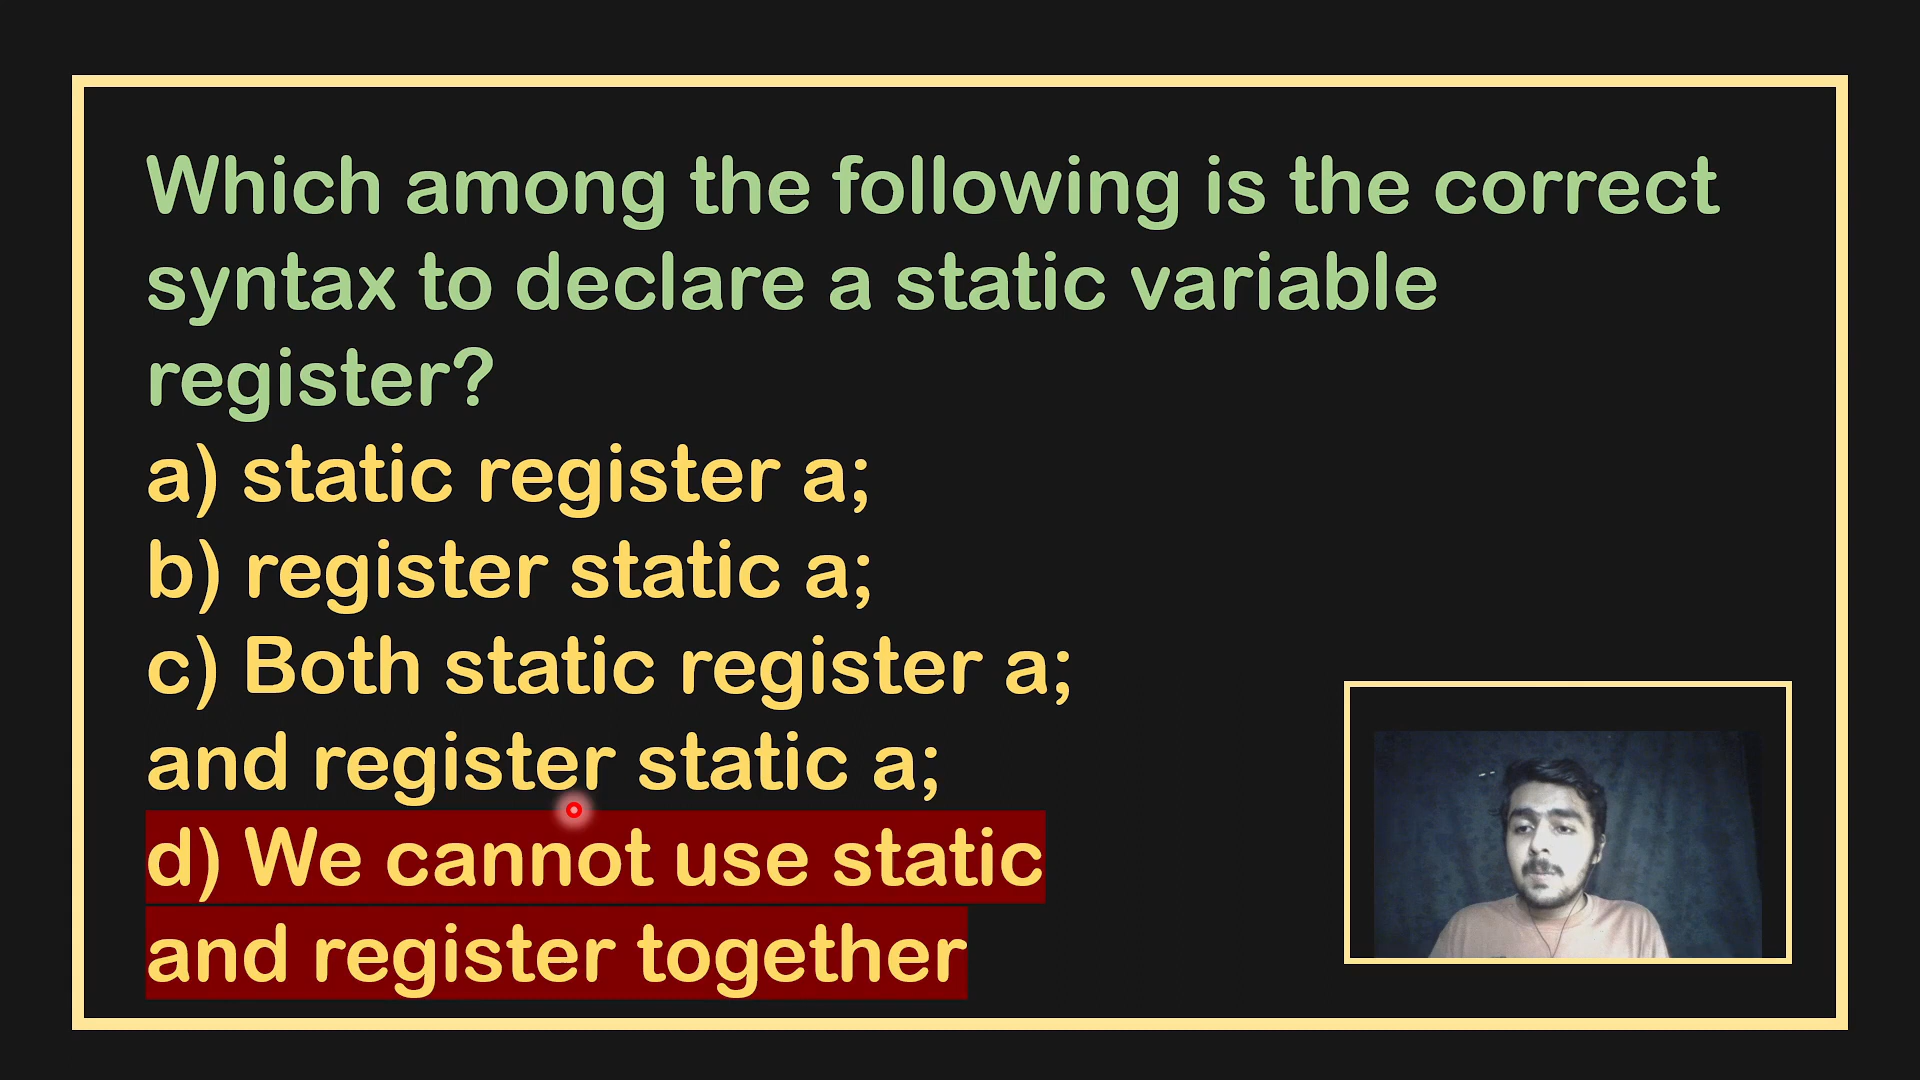 Which among the following is the correct
syntax to declare a static variable
register?
a) static register a;
b) register static a;
c) Both static register a;
and register static a;
d) We cannot use static
and register together